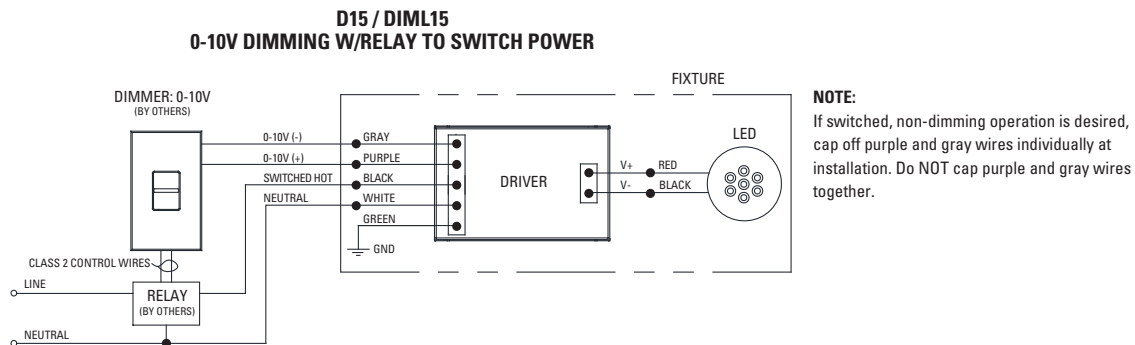 D15 / DIML15
0-10V DIMMING W/RELAY TO SWITCH POWER
FIXTURE
DIMMER: 0-10V
(BY OTHERS)
NOTE:
If switched, non-dimming operation is desired,
cap off purple and gray wires individually at
installation. Do NOT cap purple and gray wires
together.
0-10V (-)
GRAY
0-10V (+)
PURPLE
SWITCHED HOT
BLACK
NEUTRAL
WHITE
GREEN
GND
DRIVER
V+
RED
V-
BLACK
LED
CLASS 2 CONTROL WIRES
LINE
RELAY
(BY OTHERS)
NEUTRAL